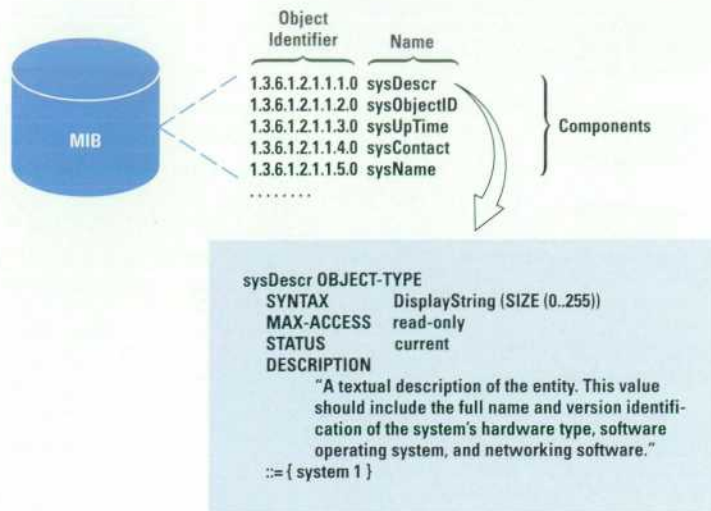 Object
Identifier
Name
MIB
1.3.6.1.2.1.1.1.0 sysDescr
1.3.6.1.2.1.1.2.0 sysObjectID
1.3.6.1.2.1.1.3.0 sysUpTime
1.3.6.1.2.1.1.4.0 sysContact
1.3.6.1.2.1.1.5.0 sysName
. . . . . . . .
Components
sysDescr OBJECT-TYPE
SYNTAX DisplayString (SIZE (0..255))
MAX-ACCESS read-only
STATUS current
DESCRIPTION
"A textual description of the entity. This value
should include the full name and version identifi-
cation of the system's hardware type, software
operating system, and networking software."
::= { system 1 }